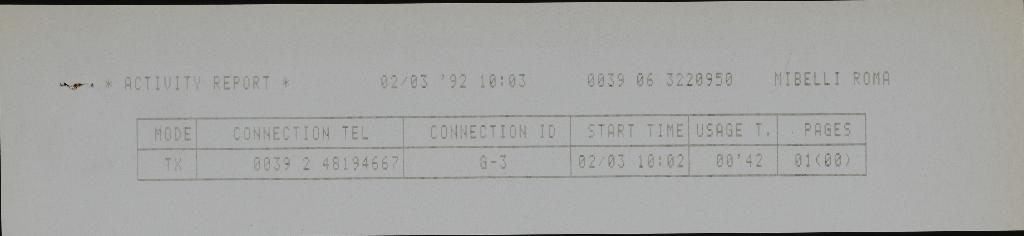 * ACTIVITY REPORT * 02/03 '92 10:03 0039 06 3220950 MIBELLI ROMA
MODE CONNECTION TEL CONNECTION ID START TIME USAGE T. PAGES
TX 0039 2 48194667 G-3 02/03 10:02 00'42 01(00)